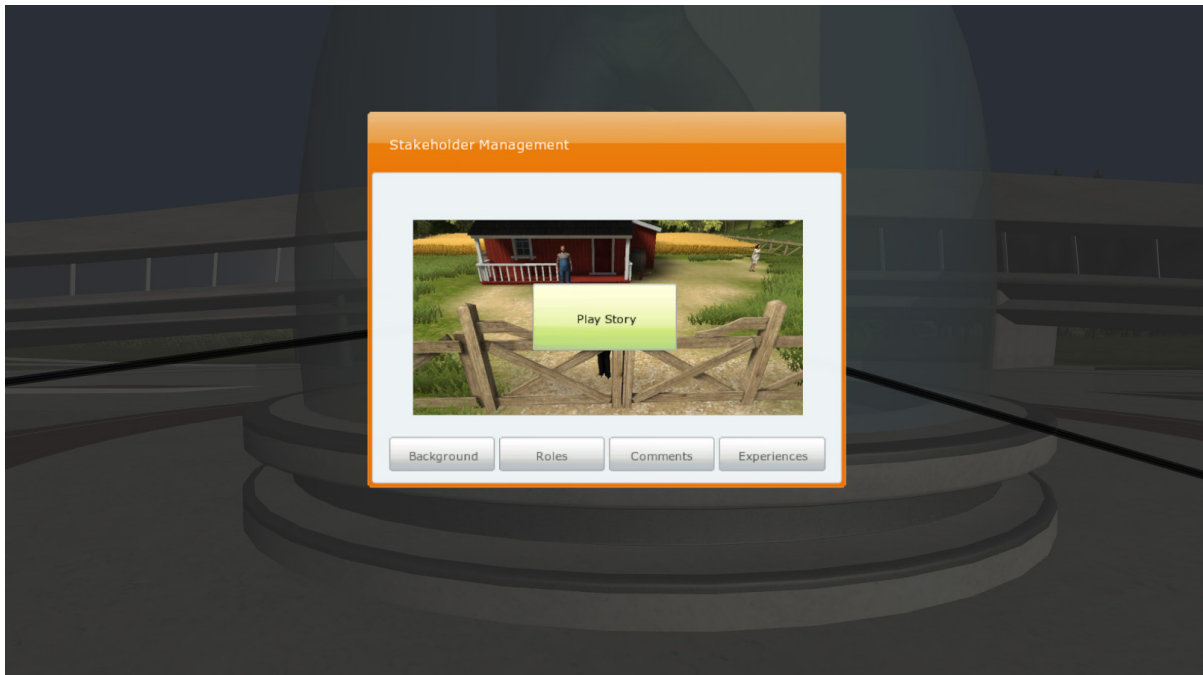 Stakeholder Management
Play Story
Background Roles Comments Experiences